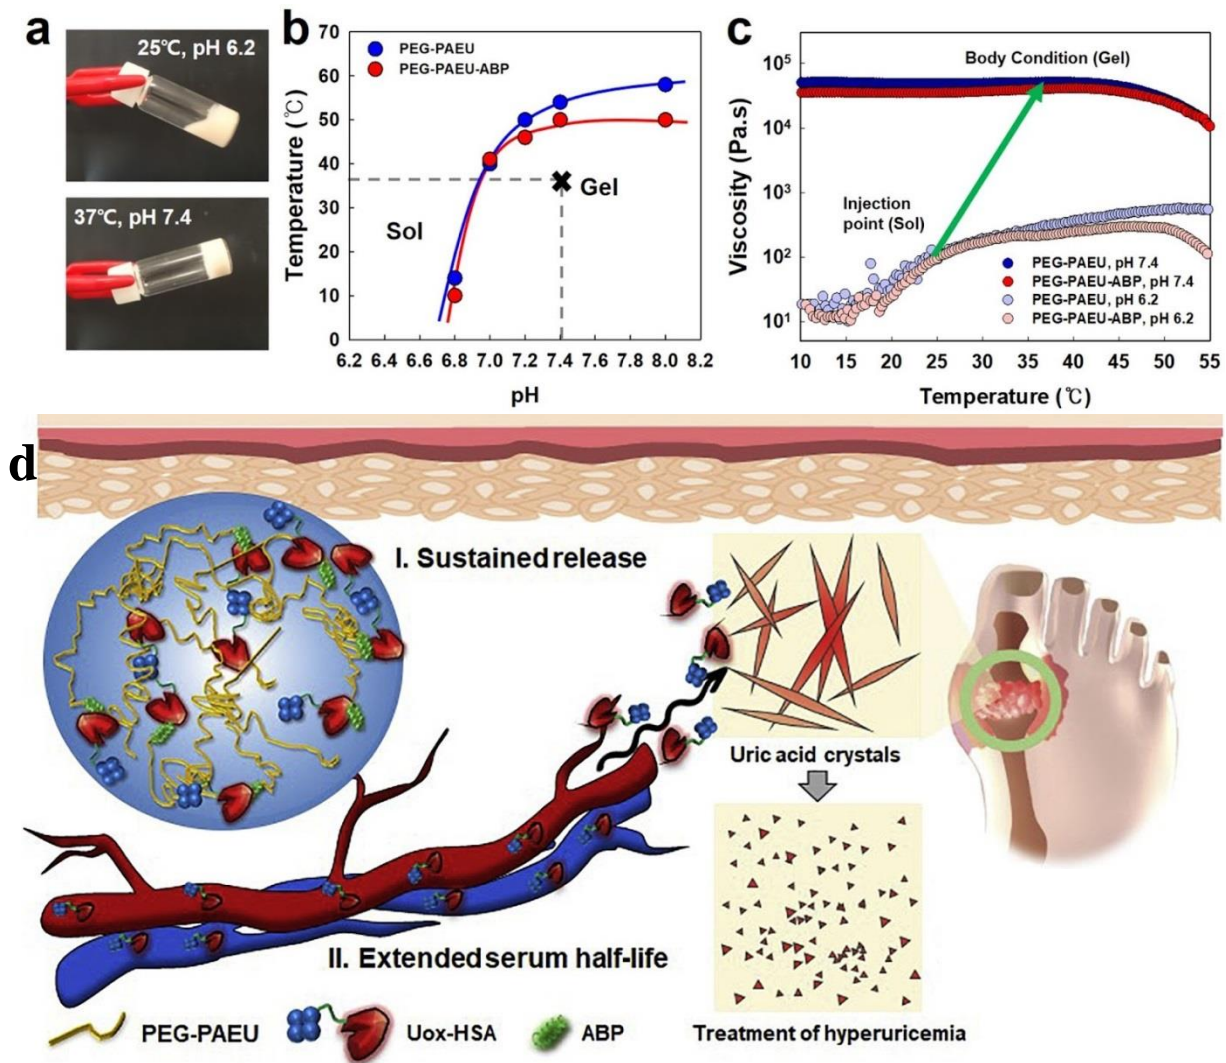 a
25℃, pH 6.2
37℃, pH 7.4
b
70
60
50
40
30
20
10
0
Temperature (℃)
PEG-PAEU
PEG-PAEU-ABP
Sol
Gel
6.2 6.4 6.6 6.8 7.0 7.2 7.4 7.6 7.8 8.0 8.2
pH
c
10⁵
10⁴
10³
10²
10¹
Viscosity (Pa.s)
Body Condition (Gel)
Injection
point (Sol)
PEG-PAEU, pH 7.4
PEG-PAEU-ABP, pH 7.4
PEG-PAEU, pH 6.2
PEG-PAEU-ABP, pH 6.2
10 15 20 25 30 35 40 45 50 55
Temperature (℃)
d
I. Sustained release
Uric acid crystals
II. Extended serum half-life
Treatment of hyperuricemia
PEG-PAEU
Uox-HSA
ABP